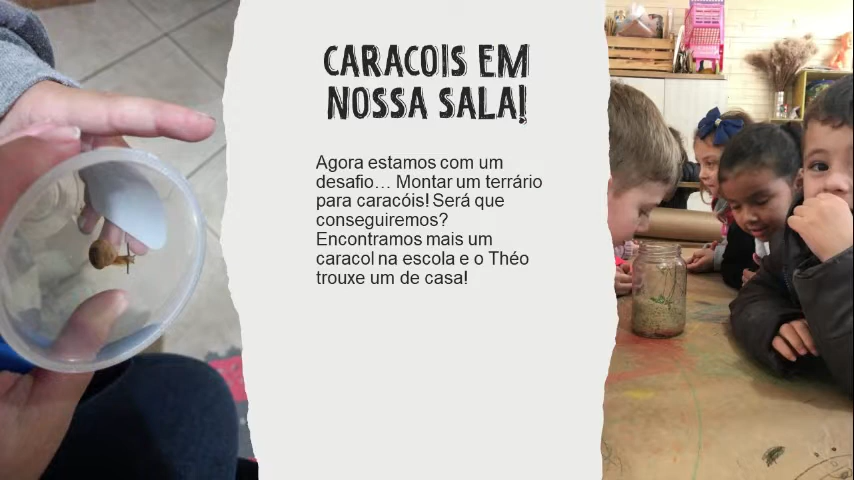 CARACOIS EM
NOSSA SALA!
Agora estamos com um
desafio... Montar um terrário
para caracóis! Será que
conseguiremos?
Encontramos mais um
caracol na escola e o Théo
trouxe um de casa!